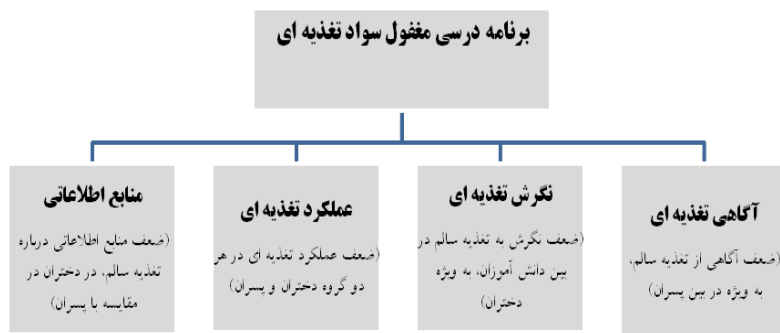 برنامه درسی مغفول سواد تغذیه ای
آگاهی تغذیه ای
(ضعف آگاهی از تغذیه سالم،
به ویژه در بین پسران)
نگرش تغذیه ای
(ضعف نگرش به تغذیه سالم در
بین دانش آموزان، به ویژه
دختران)
عملکرد تغذیه ای
(ضعف عملکرد تغذیه ای در هر
دو گروه دختران و پسران)
منابع اطلاعاتی
(ضعف منابع اطلاعاتی درباره
تغذیه سالم، در دختران در
مقایسه با پسران)